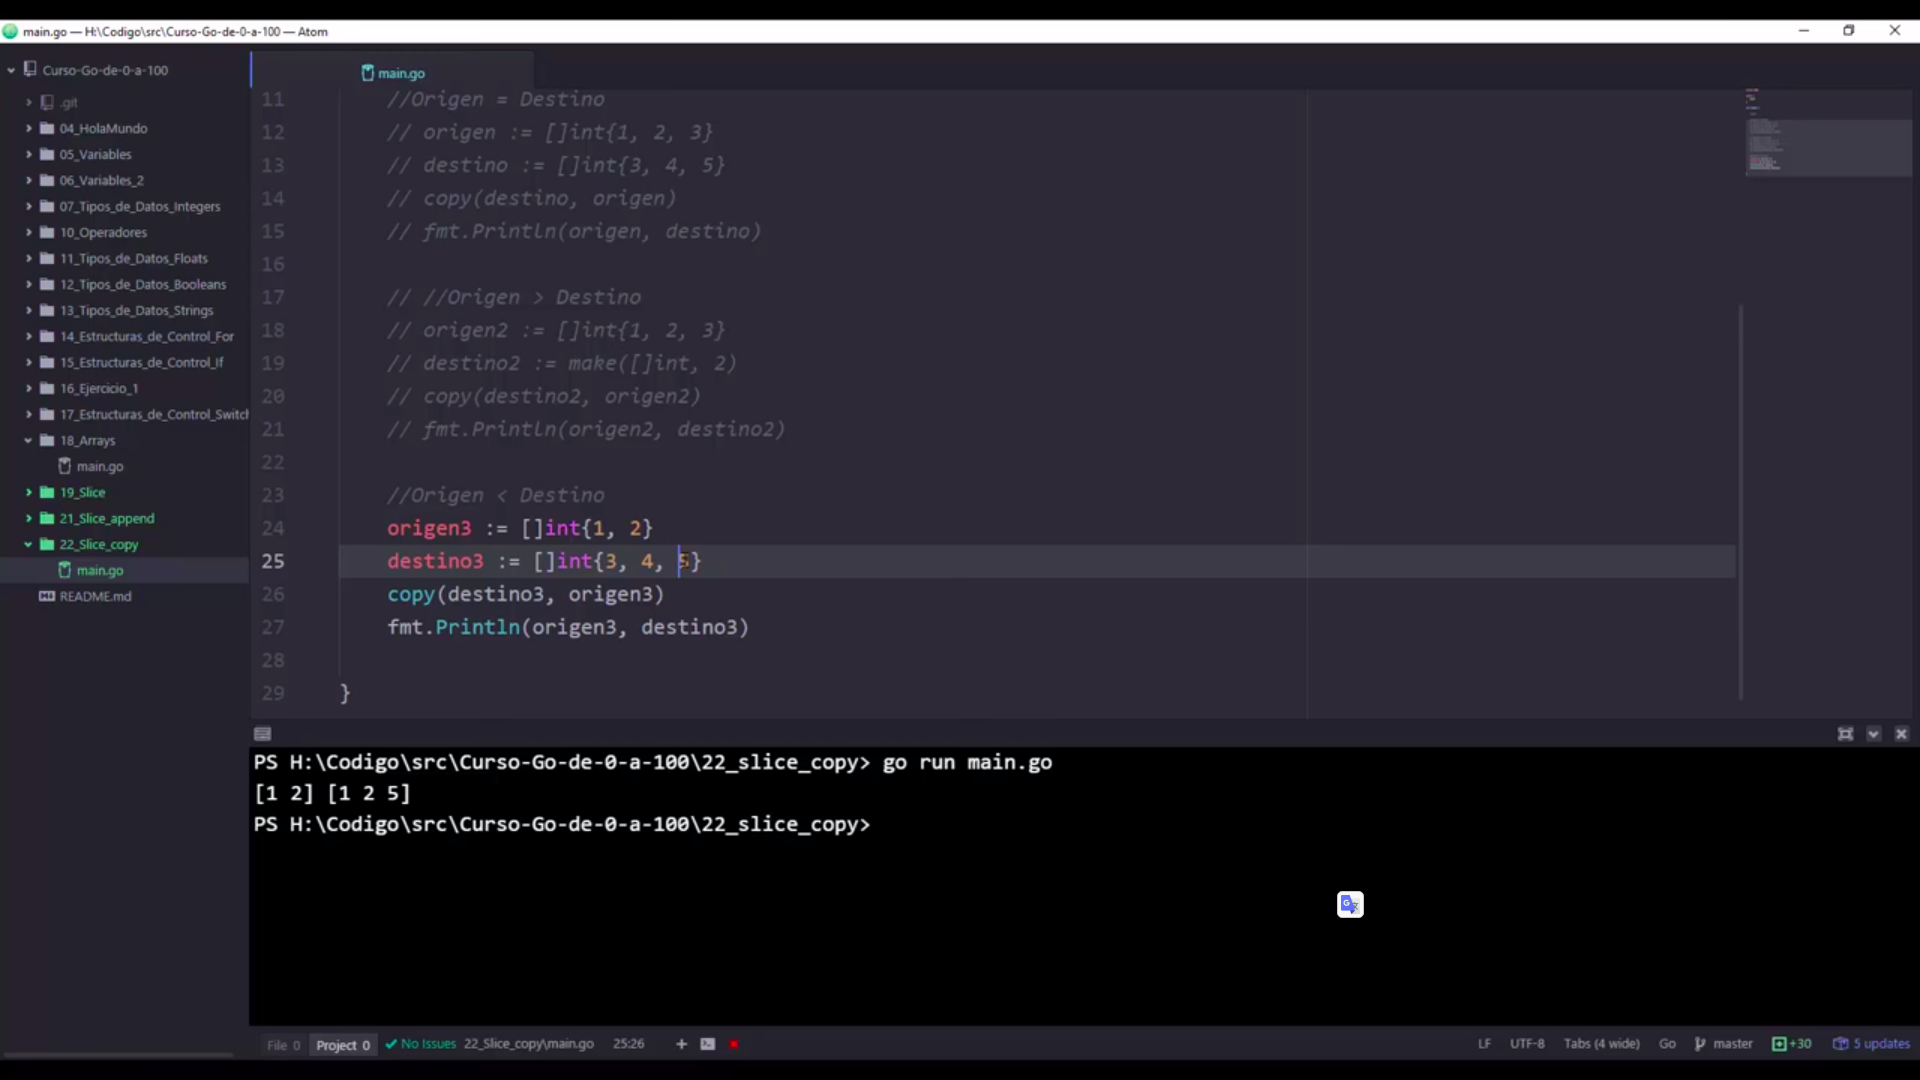 main.go — H:\Codigo\src\Curso-Go-de-0-a-100 — Atom
Curso-Go-de-0-a-100
.git
04_HolaMundo
05_Variables
06_Variables_2
07_Tipos_de_Datos_Integers
10_Operadores
11_Tipos_de_Datos_Floats
12_Tipos_de_Datos_Booleans
13_Tipos_de_Datos_Strings
14_Estructuras_de_Control_For
15_Estructuras_de_Control_If
16_Ejercicio_1
17_Estructuras_de_Control_Switch
18_Arrays
main.go
19_Slice
21_Slice_append
22_Slice_copy
main.go
README.md
main.go
11 //Origen = Destino
12 // origen := []int{1, 2, 3}
13 // destino := []int{3, 4, 5}
14 // copy(destino, origen)
15 // fmt.Println(origen, destino)
16
17 // //Origen > Destino
18 // origen2 := []int{1, 2, 3}
19 // destino2 := make([]int, 2)
20 // copy(destino2, origen2)
21 // fmt.Println(origen2, destino2)
22
23 //Origen < Destino
24 origen3 := []int{1, 2}
25 destino3 := []int{3, 4, 5}
26 copy(destino3, origen3)
27 fmt.Println(origen3, destino3)
28
29 }
PS H:\Codigo\src\Curso-Go-de-0-a-100\22_slice_copy> go run main.go
[1 2] [1 2 5]
PS H:\Codigo\src\Curso-Go-de-0-a-100\22_slice_copy>
File 0 Project 0 No Issues 22_Slice_copy\main.go 25:26 LF UTF-8 Tabs (4 wide) Go master +30 5 updates